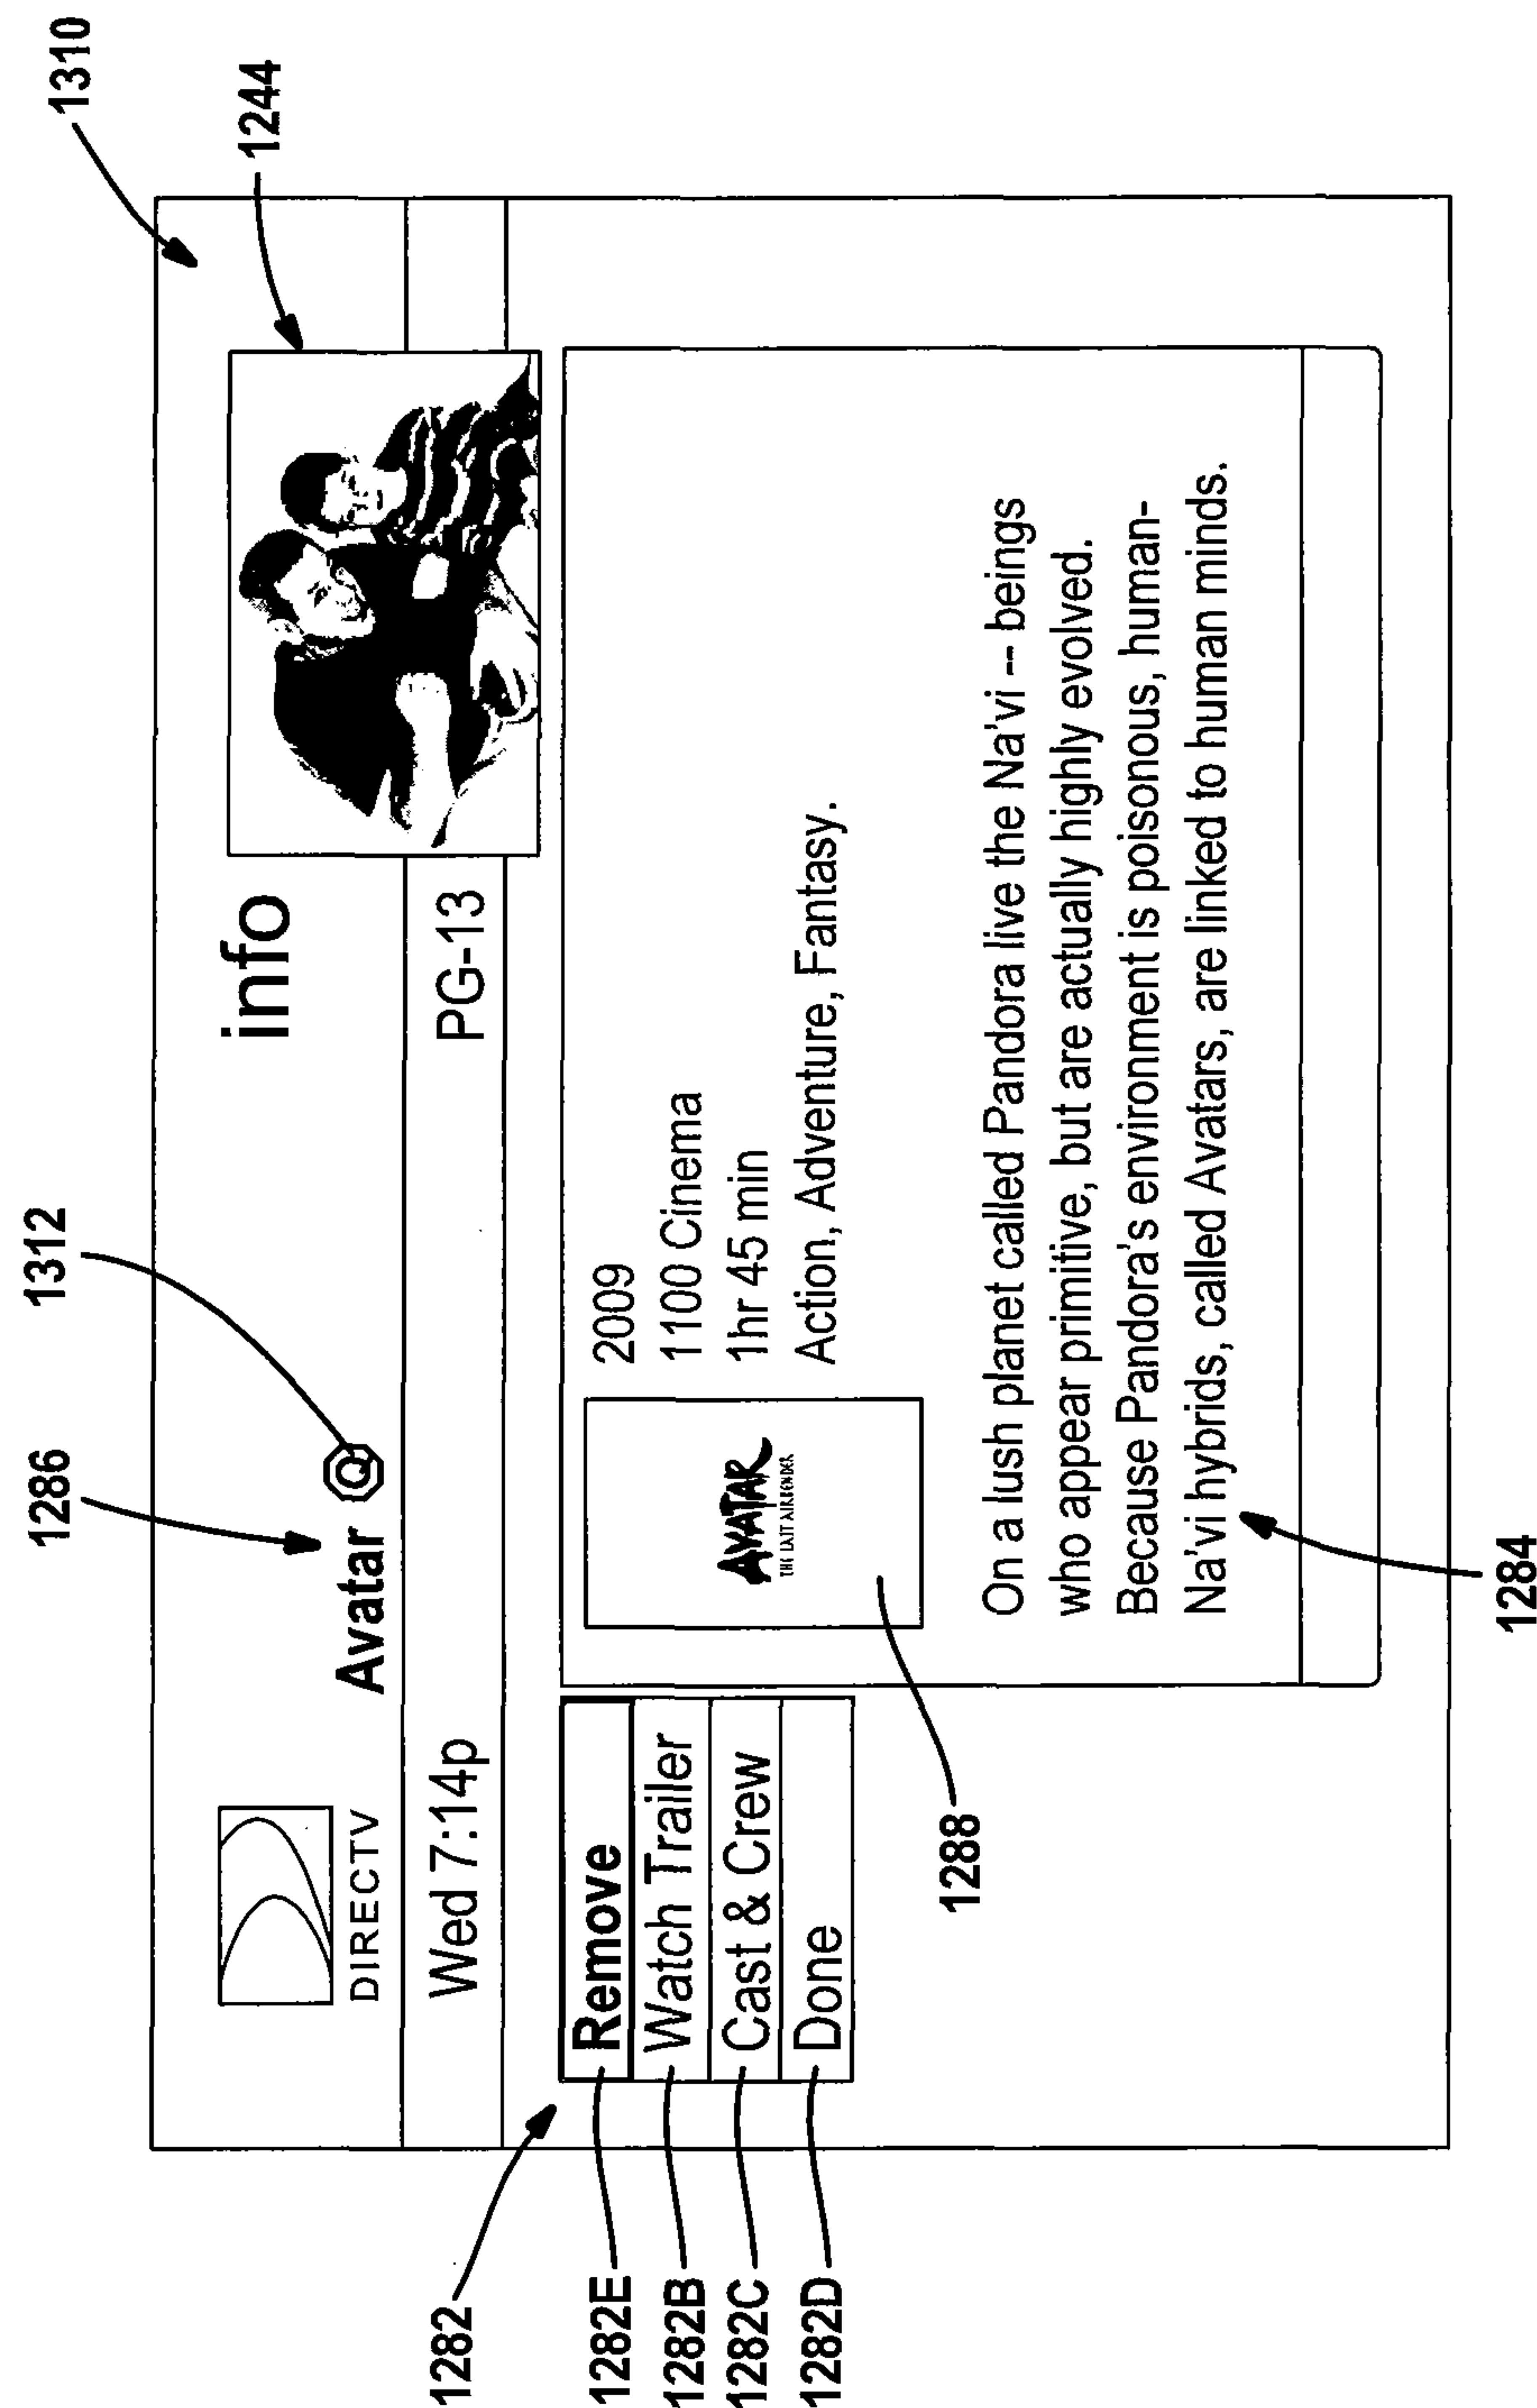 1310
1244
1312
1286
info
Avatar
DIRECTV
Wed 7:14p
PG-13
1282
1282E
1282B
1282C
1282D
Remove
Watch Trailer
Cast & Crew
Done
2009
1100 Cinema
1hr 45 min
Action, Adventure, Fantasy.
AVATAR
THE LAST AIRBENDER
On a lush planet called Pandora live the Na'vi -- beings
who appear primitive, but are actually highly evolved.
Because Pandora's environment is poisonous, human-
Na'vi hybrids, called Avatars, are linked to human minds.
1288
1284